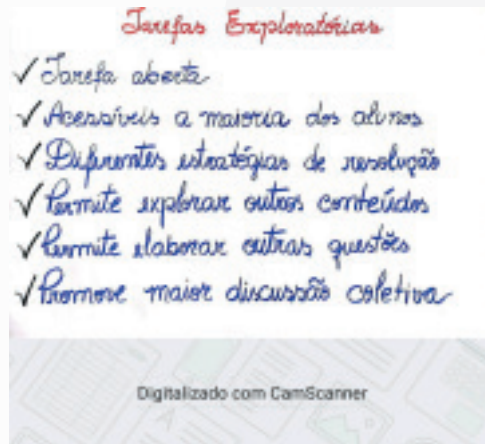 Tarefas Exploratórias
✓ Tarefa aberta
✓ Acessíveis a maioria dos alunos
✓ Diferentes estratégias de resolução
✓ Permite explorar outros conteúdos
✓ Permite elaborar outras questões
✓ Promove maior discussão coletiva
Digitalizado com CamScanner